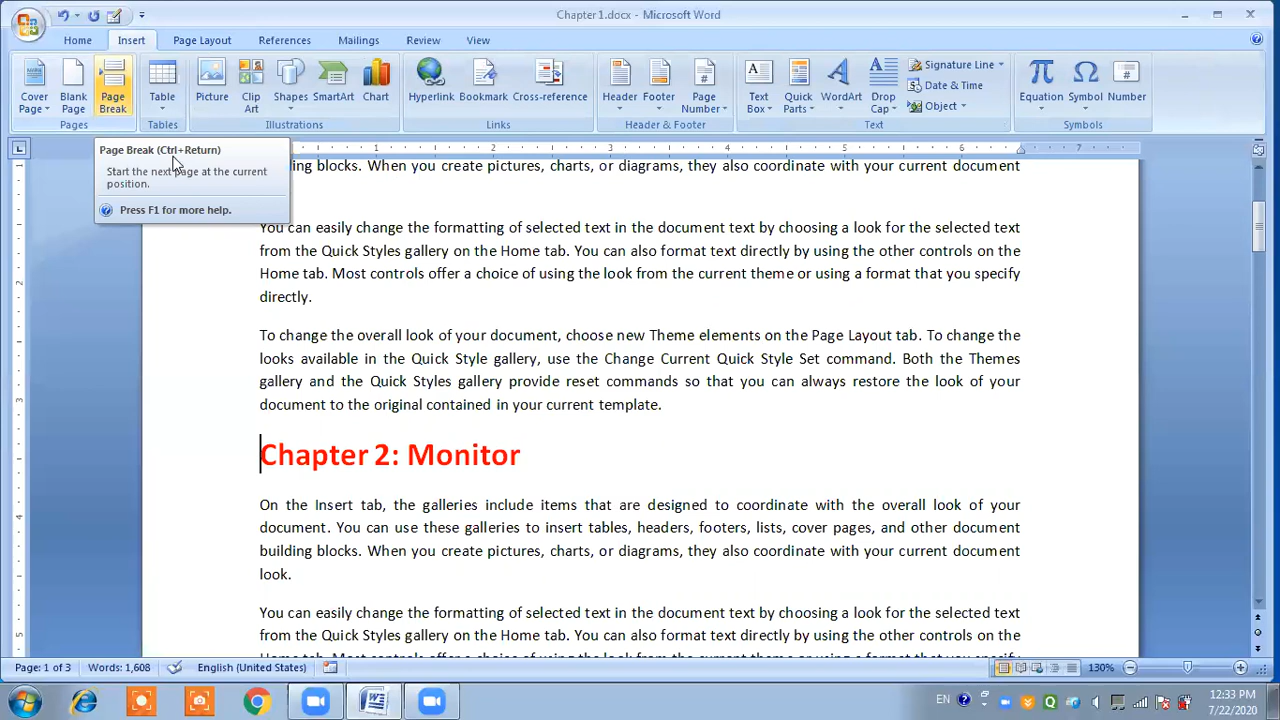 Chapter 1.docx - Microsoft Word
Home Insert Page Layout References Mailings Review View
Cover Page
Blank Page
Page Break
Table
Picture
Clip Art
Shapes
SmartArt
Chart
Hyperlink
Bookmark
Cross-reference
Header
Footer
Page Number
Text Box
Quick Parts
WordArt
Drop Cap
Signature Line
Date & Time
Object
Equation
Symbol
Number
Pages Tables Illustrations Links Header & Footer Text Symbols
Page Break (Ctrl+Return)
Start the next page at the current
position.
Press F1 for more help.
1 2 3 4 5 6 7
ing blocks. When you create pictures, charts, or diagrams, they also coordinate with your current document
You can easily change the formatting of selected text in the document text by choosing a look for the selected text
from the Quick Styles gallery on the Home tab. You can also format text directly by using the other controls on the
Home tab. Most controls offer a choice of using the look from the current theme or using a format that you specify
directly.
To change the overall look of your document, choose new Theme elements on the Page Layout tab. To change the
looks available in the Quick Style gallery, use the Change Current Quick Style Set command. Both the Themes
gallery and the Quick Styles gallery provide reset commands so that you can always restore the look of your
document to the original contained in your current template.
Chapter 2: Monitor
On the Insert tab, the galleries include items that are designed to coordinate with the overall look of your
document. You can use these galleries to insert tables, headers, footers, lists, cover pages, and other document
building blocks. When you create pictures, charts, or diagrams, they also coordinate with your current document
look.
You can easily change the formatting of selected text in the document text by choosing a look for the selected text
from the Quick Styles gallery on the Home tab. You can also format text directly by using the other controls on the
Page: 1 of 3 Words: 1,608 English (United States) 130%
EN 12:33 PM
7/22/2020